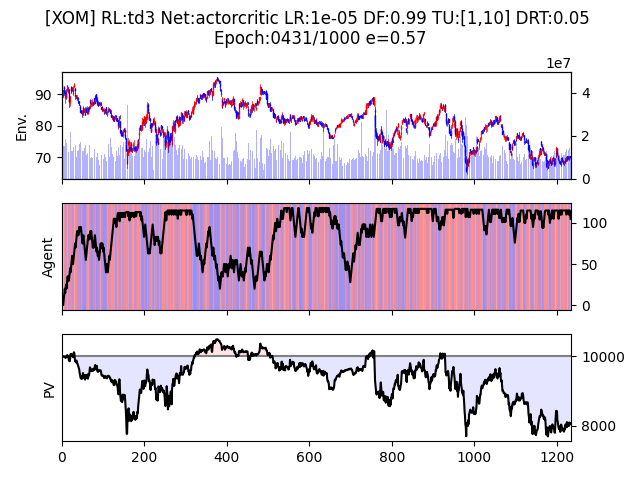 [XOM] RL:td3 Net:actorcritic LR:1e-05 DF:0.99 TU:[1,10] DRT:0.05
Epoch:0431/1000 e=0.57
1e7
Env.
90
80
70
4
2
0
Agent
100
50
0
PV
10000
8000
0 200 400 600 800 1000 1200